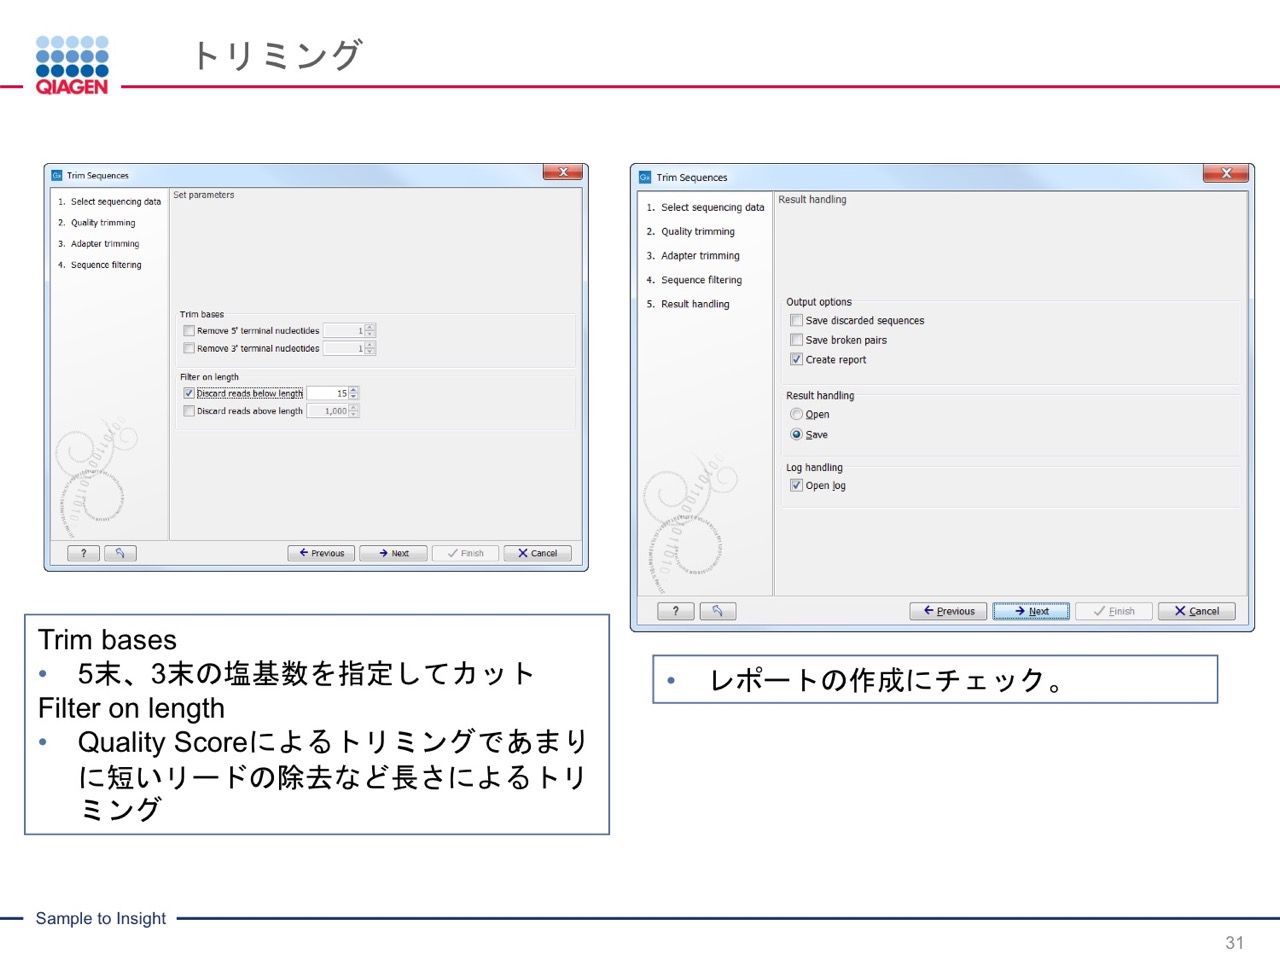 トリミング
QIAGEN
Trim Sequences
1. Select sequencing data
2. Quality trimming
3. Adapter trimming
4. Sequence filtering
Set parameters
Trim bases
Remove 5' terminal nucleotides 1
Remove 3' terminal nucleotides 1
Filter on length
Discard reads below length 15
Discard reads above length 1,000
? Previous Next Finish Cancel
Trim Sequences
1. Select sequencing data
2. Quality trimming
3. Adapter trimming
4. Sequence filtering
5. Result handling
Result handling
Output options
Save discarded sequences
Save broken pairs
Create report
Result handling
Open
Save
Log handling
Open log
? Previous Next Finish Cancel
Trim bases
• 5末、3末の塩基数を指定してカット
Filter on length
• Quality Scoreによるトリミングであまり
に短いリードの除去など長さによるトリ
ミング
• レポートの作成にチェック。
Sample to Insight
31